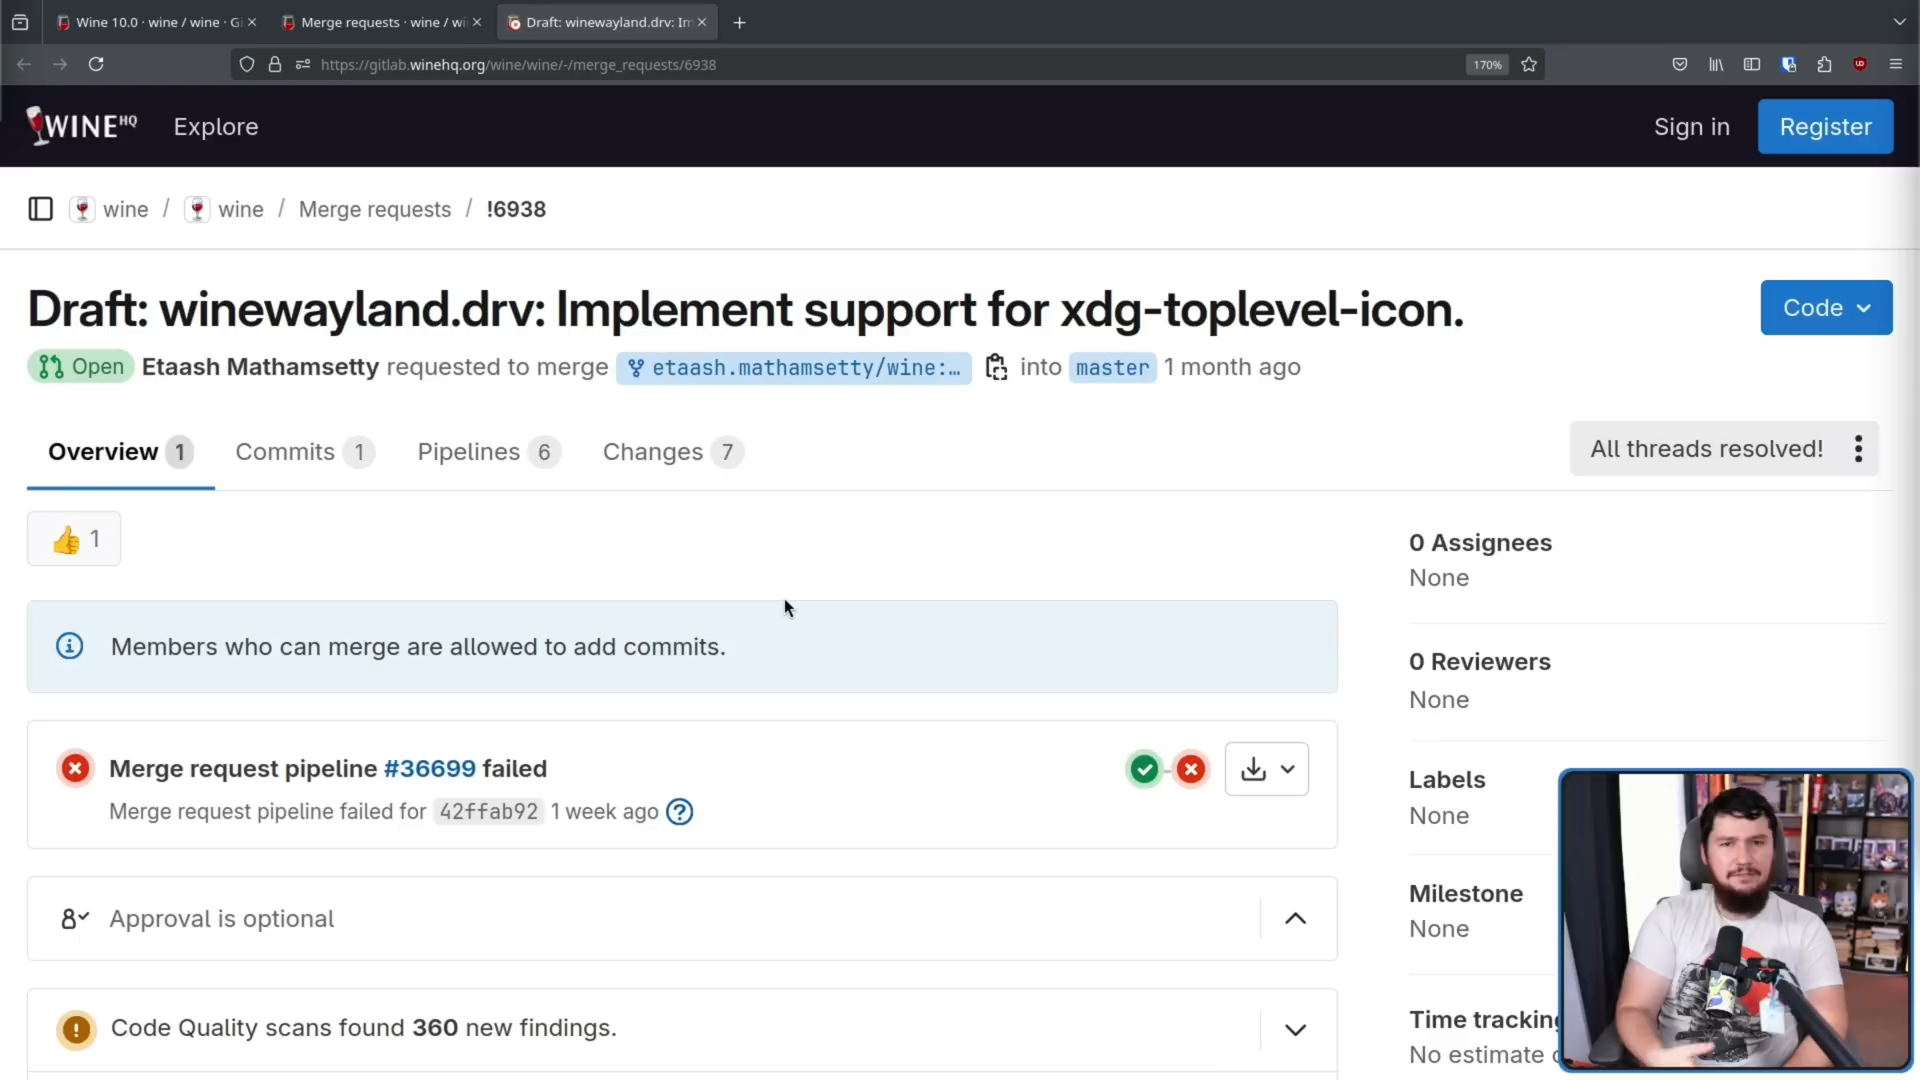 Wine 10.0 · wine / wine · G
Merge requests · wine / wi
Draft: winewayland.drv: Im
https://gitlab.winehq.org/wine/wine/-/merge_requests/6938
170%
WINE HQ
Explore
Sign in
Register
wine / wine / Merge requests / !6938
Draft: winewayland.drv: Implement support for xdg-toplevel-icon.
Code
Open Etaash Mathamsetty requested to merge etaash.mathamsetty/wine:… into master 1 month ago
Overview 1 Commits 1 Pipelines 6 Changes 7
All threads resolved!
👍 1
0 Assignees
None
Members who can merge are allowed to add commits.
0 Reviewers
None
Merge request pipeline #36699 failed
Merge request pipeline failed for 42ffab92 1 week ago
Labels
None
Approval is optional
Milestone
None
Code Quality scans found 360 new findings.
Time tracking
No estimate